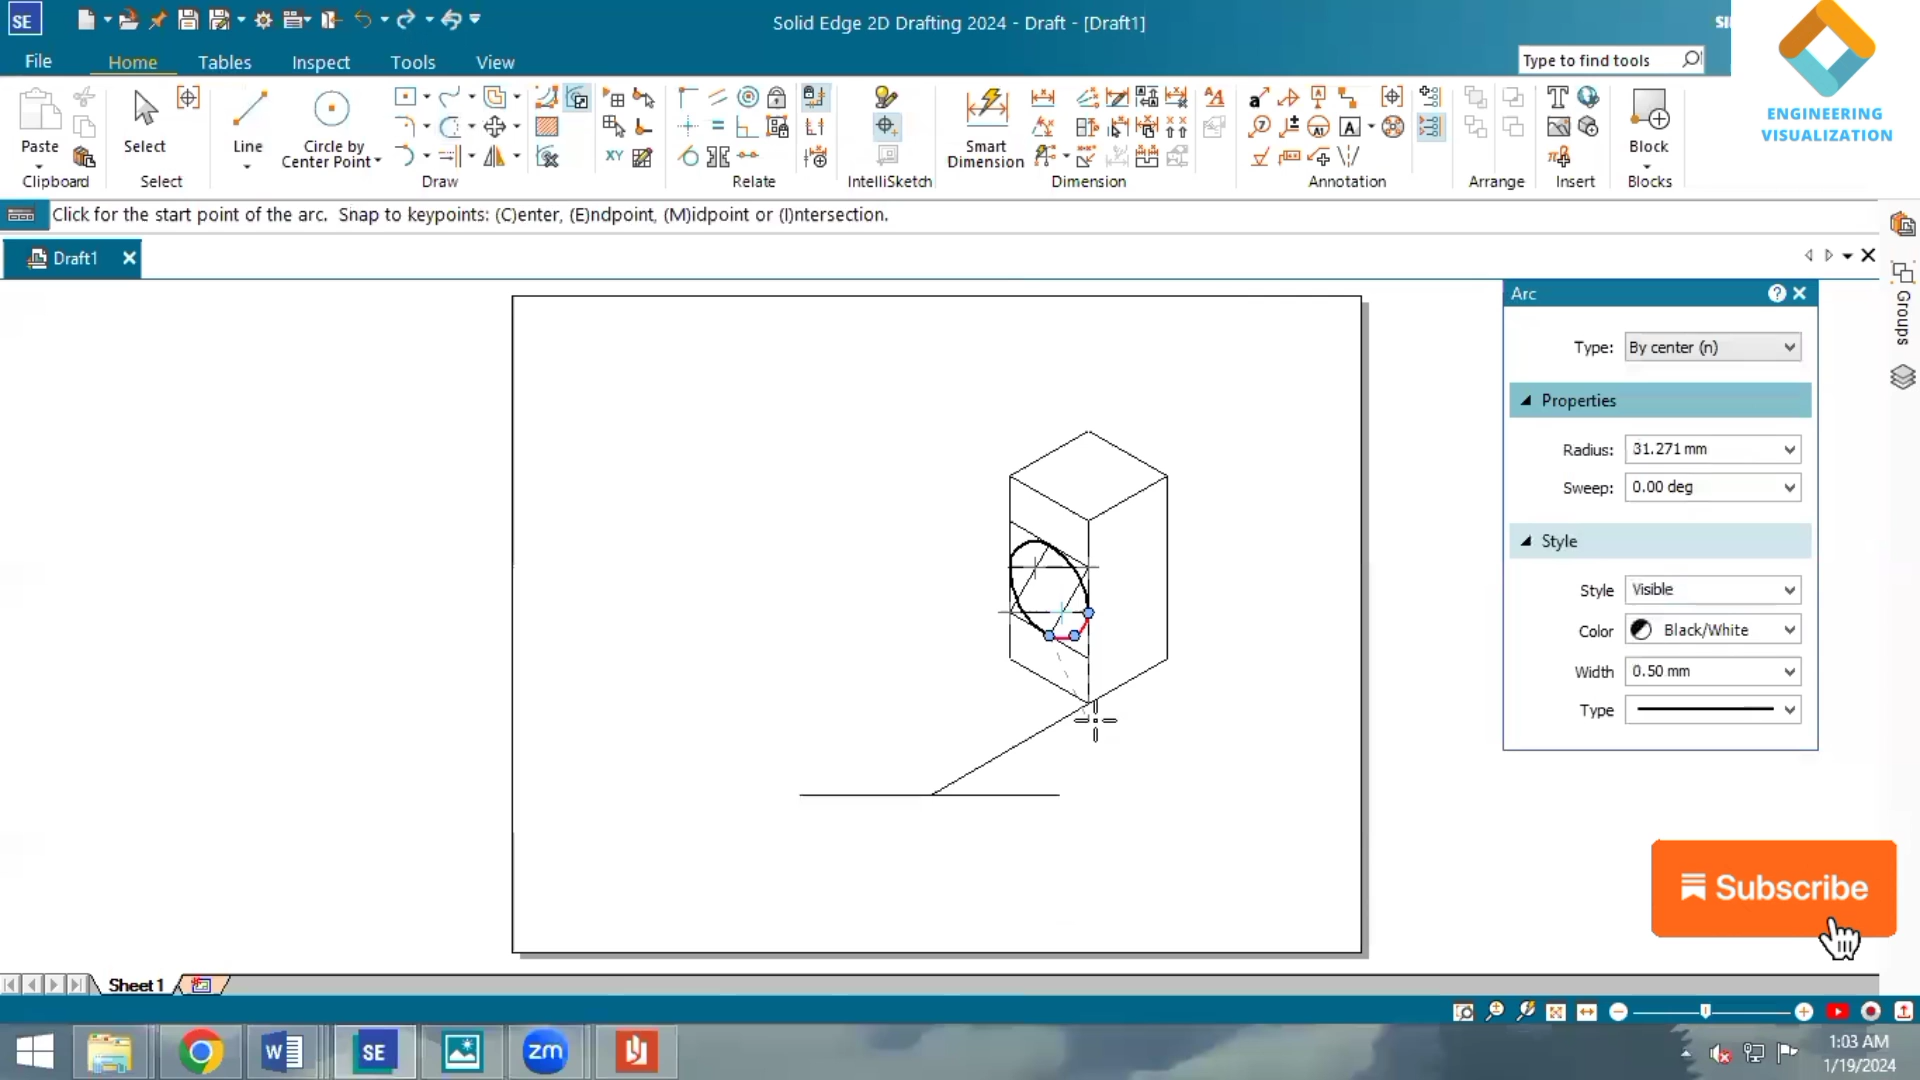 SE
Solid Edge 2D Drafting 2024 - Draft - [Draft1]
File
Home
Tables
Inspect
Tools
View
Type to find tools
ENGINEERING
VISUALIZATION
Paste
Select
Line
Circle by
Center Point
XY
Smart
Dimension
Block
Clipboard
Select
Draw
Relate
IntelliSketch
Dimension
Annotation
Arrange
Insert
Blocks
Click for the start point of the arc.  Snap to keypoints: (C)enter, (E)ndpoint, (M)idpoint or (I)ntersection.
Draft1
Groups
Arc
Type: By center (n)
Properties
Radius: 31.271 mm
Sweep: 0.00 deg
Style
Style Visible
Color Black/White
Width 0.50 mm
Type
Subscribe
Sheet1
W
SE
zm
1:03 AM
1/19/2024